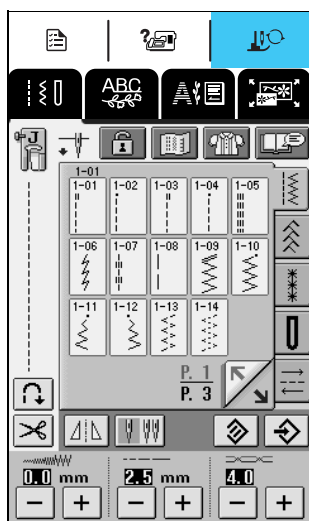 ?
ABC
A
J
1-01
1-01 1-02 1-03 1-04 1-05
1-06 1-07 1-08 1-09 1-10
1-11 1-12 1-13 1-14
P. 1
P. 3
0.0 mm 2.5 mm 4.0
− + − + − +